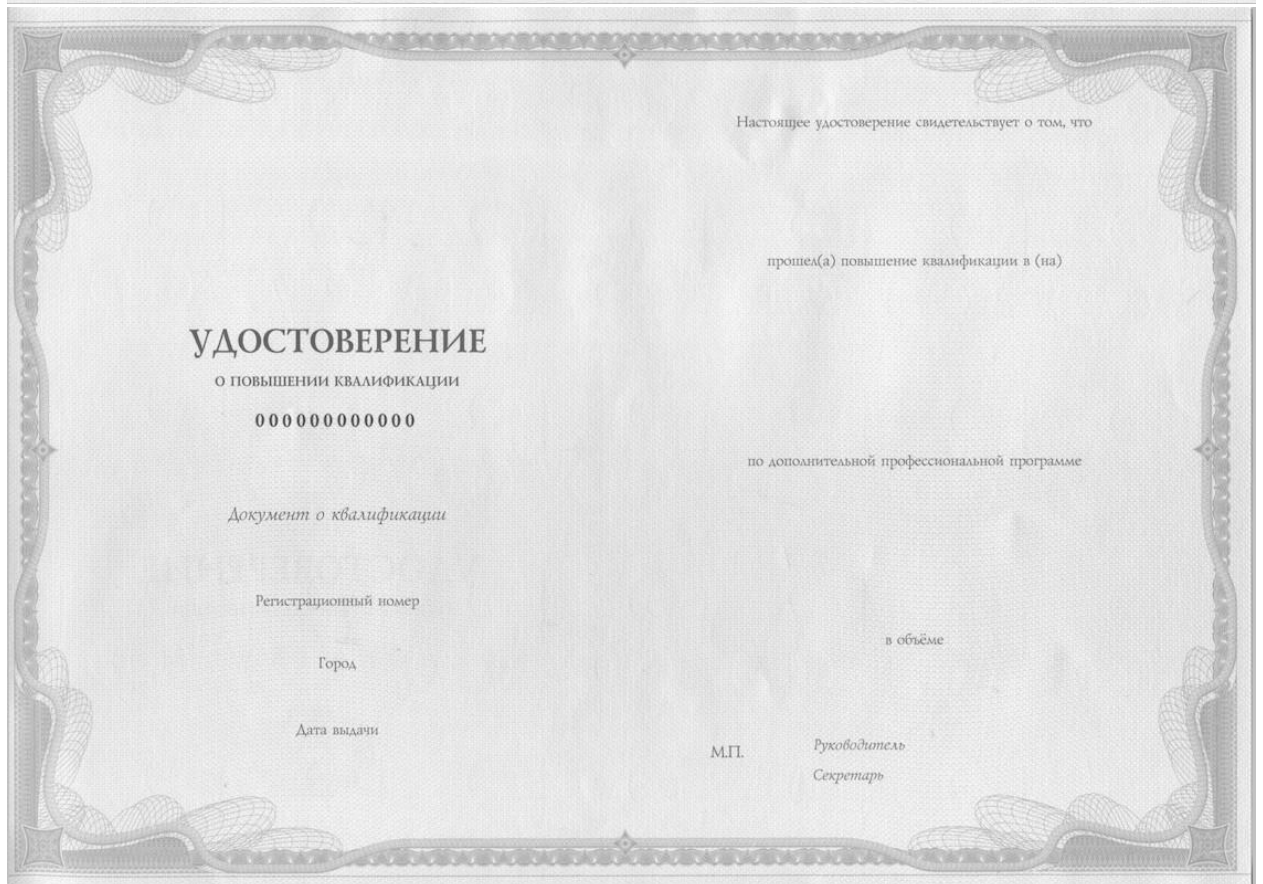 УДОСТОВЕРЕНИЕ
О ПОВЫШЕНИИ КВАЛИФИКАЦИИ
000000000000
Документ о квалификации
Регистрационный номер
Город
Дата выдачи
Настоящее удостоверение свидетельствует о том, что
прошел(а) повышение квалификации в (на)
по дополнительной профессиональной программе
в объёме
М.П.
Руководитель
Секретарь